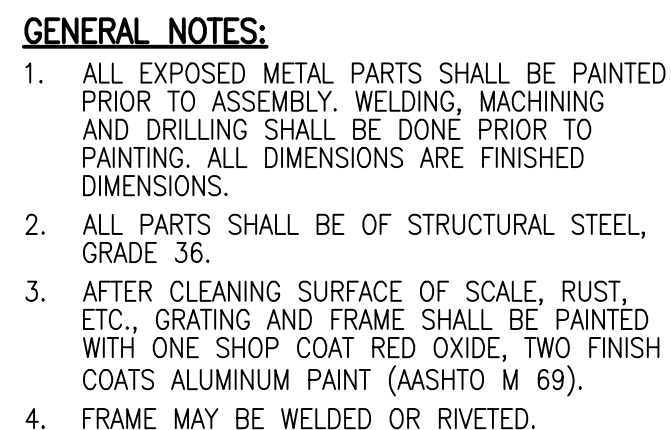 GENERAL NOTES:
1. ALL EXPOSED METAL PARTS SHALL BE PAINTED
PRIOR TO ASSEMBLY. WELDING, MACHINING
AND DRILLING SHALL BE DONE PRIOR TO
PAINTING. ALL DIMENSIONS ARE FINISHED
DIMENSIONS.
2. ALL PARTS SHALL BE OF STRUCTURAL STEEL,
GRADE 36.
3. AFTER CLEANING SURFACE OF SCALE, RUST,
ETC., GRATING AND FRAME SHALL BE PAINTED
WITH ONE SHOP COAT RED OXIDE, TWO FINISH
COATS ALUMINUM PAINT (AASHTO M 69).
4. FRAME MAY BE WELDED OR RIVETED.